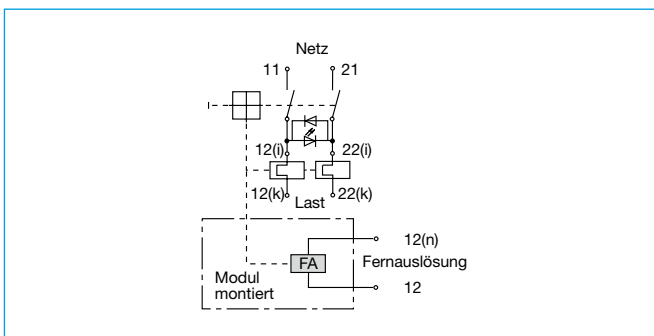 Netz
11 21
12(i) 22(i)
12(k) 22(k)
Last
12(n)
FA Fernauslösung
Modul
montiert
12